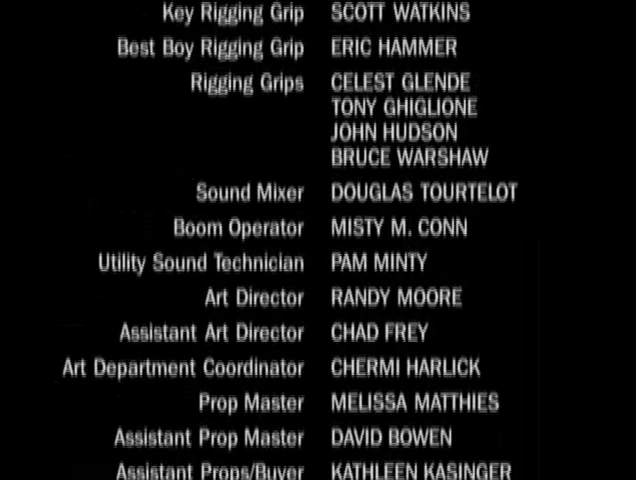 Key Rigging Grip SCOTT WATKINS
Best Boy Rigging Grip ERIC HAMMER
Rigging Grips CELEST GLENDE
TONY GHIGLIONE
JOHN HUDSON
BRUCE WARSHAW
Sound Mixer DOUGLAS TOURTELOT
Boom Operator MISTY M. CONN
Utility Sound Technician PAM MINTY
Art Director RANDY MOORE
Assistant Art Director CHAD FREY
Art Department Coordinator CHERMI HARLICK
Prop Master MELISSA MATTHIES
Assistant Prop Master DAVID BOWEN
Assistant Props/Buyer KATHLEEN KASINGER